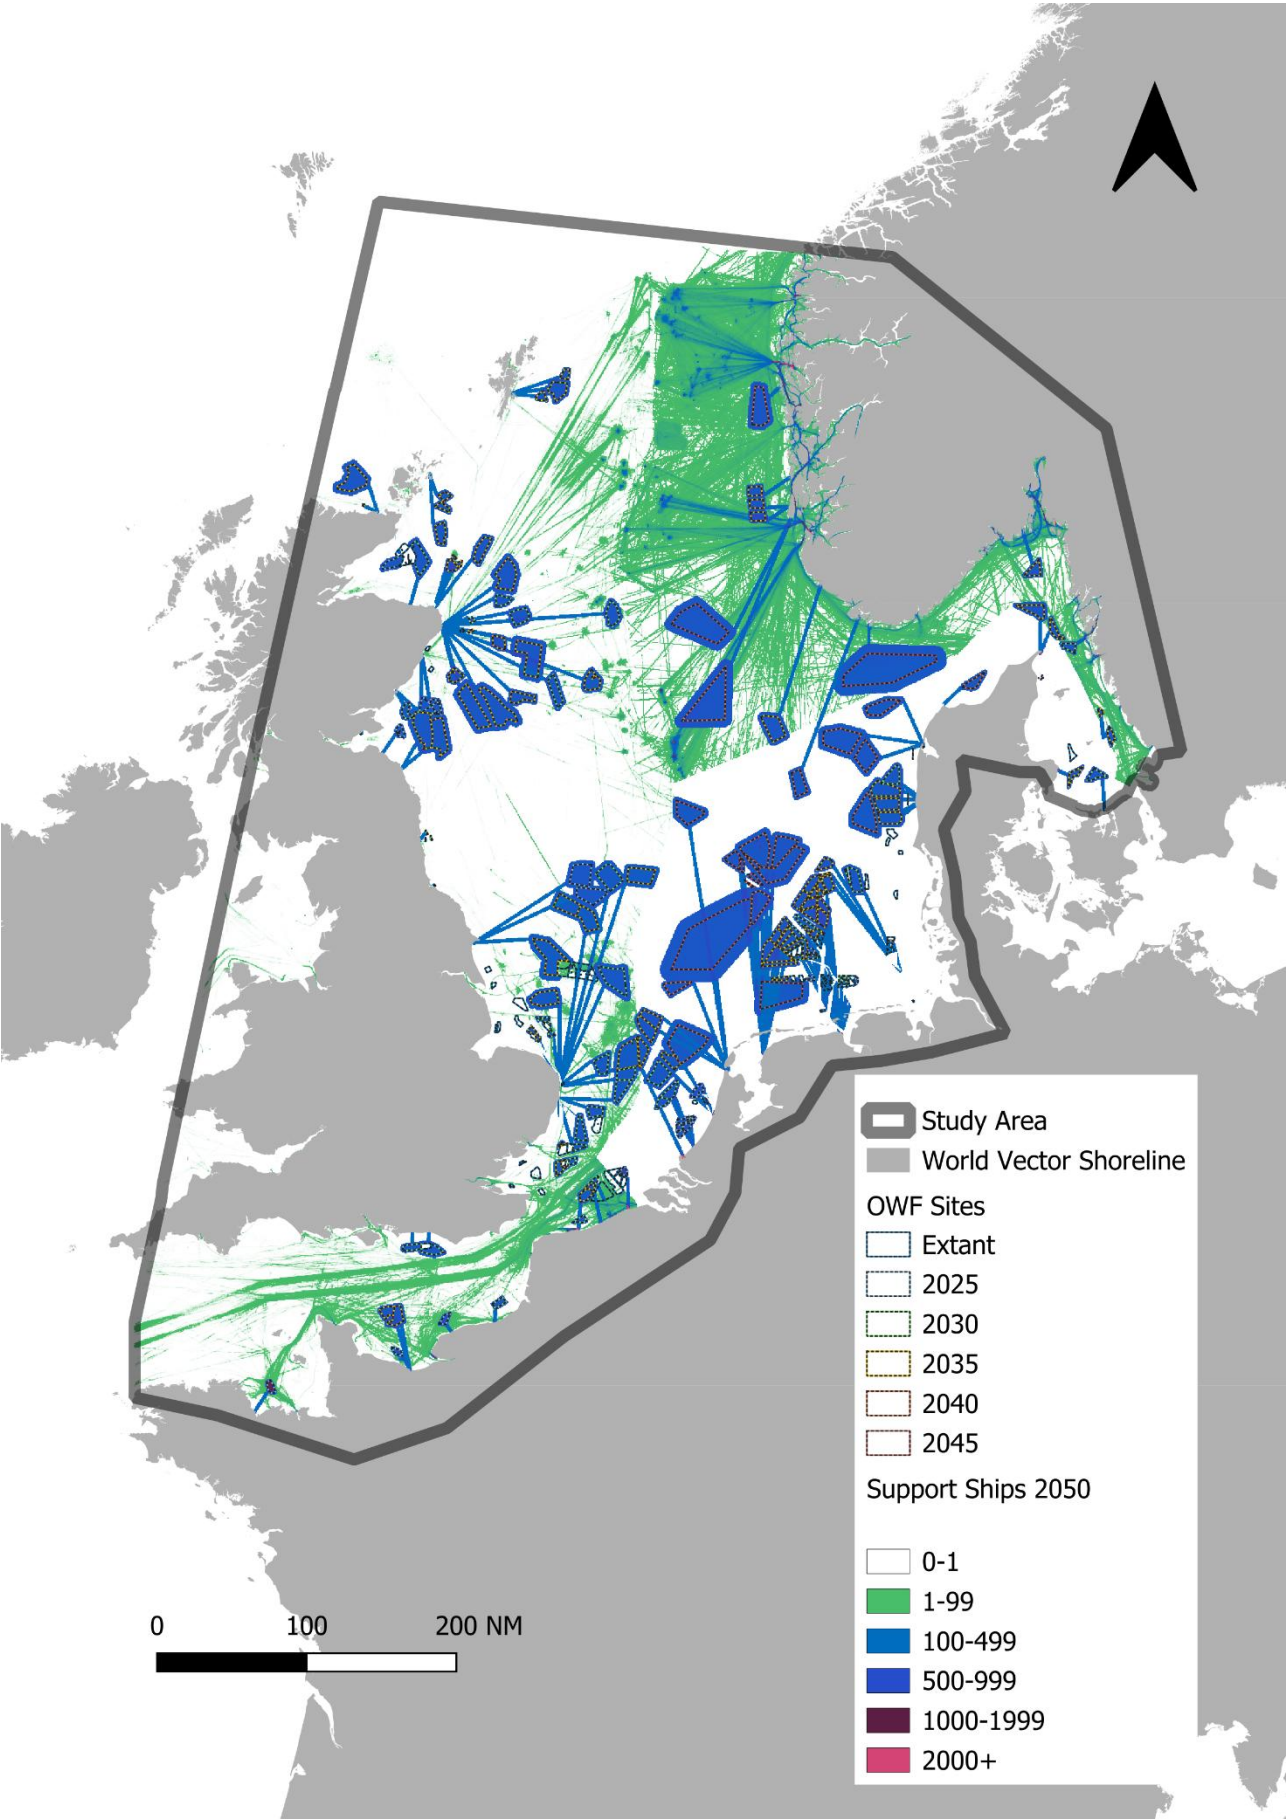 Study Area
World Vector Shoreline
OWF Sites
Extant
2025
2030
2035
2040
2045
Support Ships 2050
0-1
1-99
100-499
500-999
1000-1999
2000+
0 100 200 NM